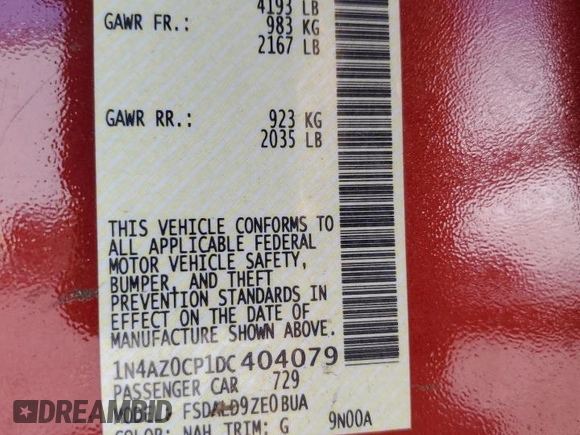 4193 LB
GAWR FR.: 983 KG
2167 LB
GAWR RR.: 923 KG
2035 LB
THIS VEHICLE CONFORMS TO
ALL APPLICABLE FEDERAL
MOTOR VEHICLE SAFETY,
BUMPER, AND THEFT
PREVENTION STANDARDS IN
EFFECT ON THE DATE OF
MANUFACTURE SHOWN ABOVE.
1N4AZ0CP1DC404079
PASSENGER CAR 729
MODEL: FSDALD9ZE0BUA
COLOR: NAH TRIM: G 9N00A
#AUTOBIDMASTER